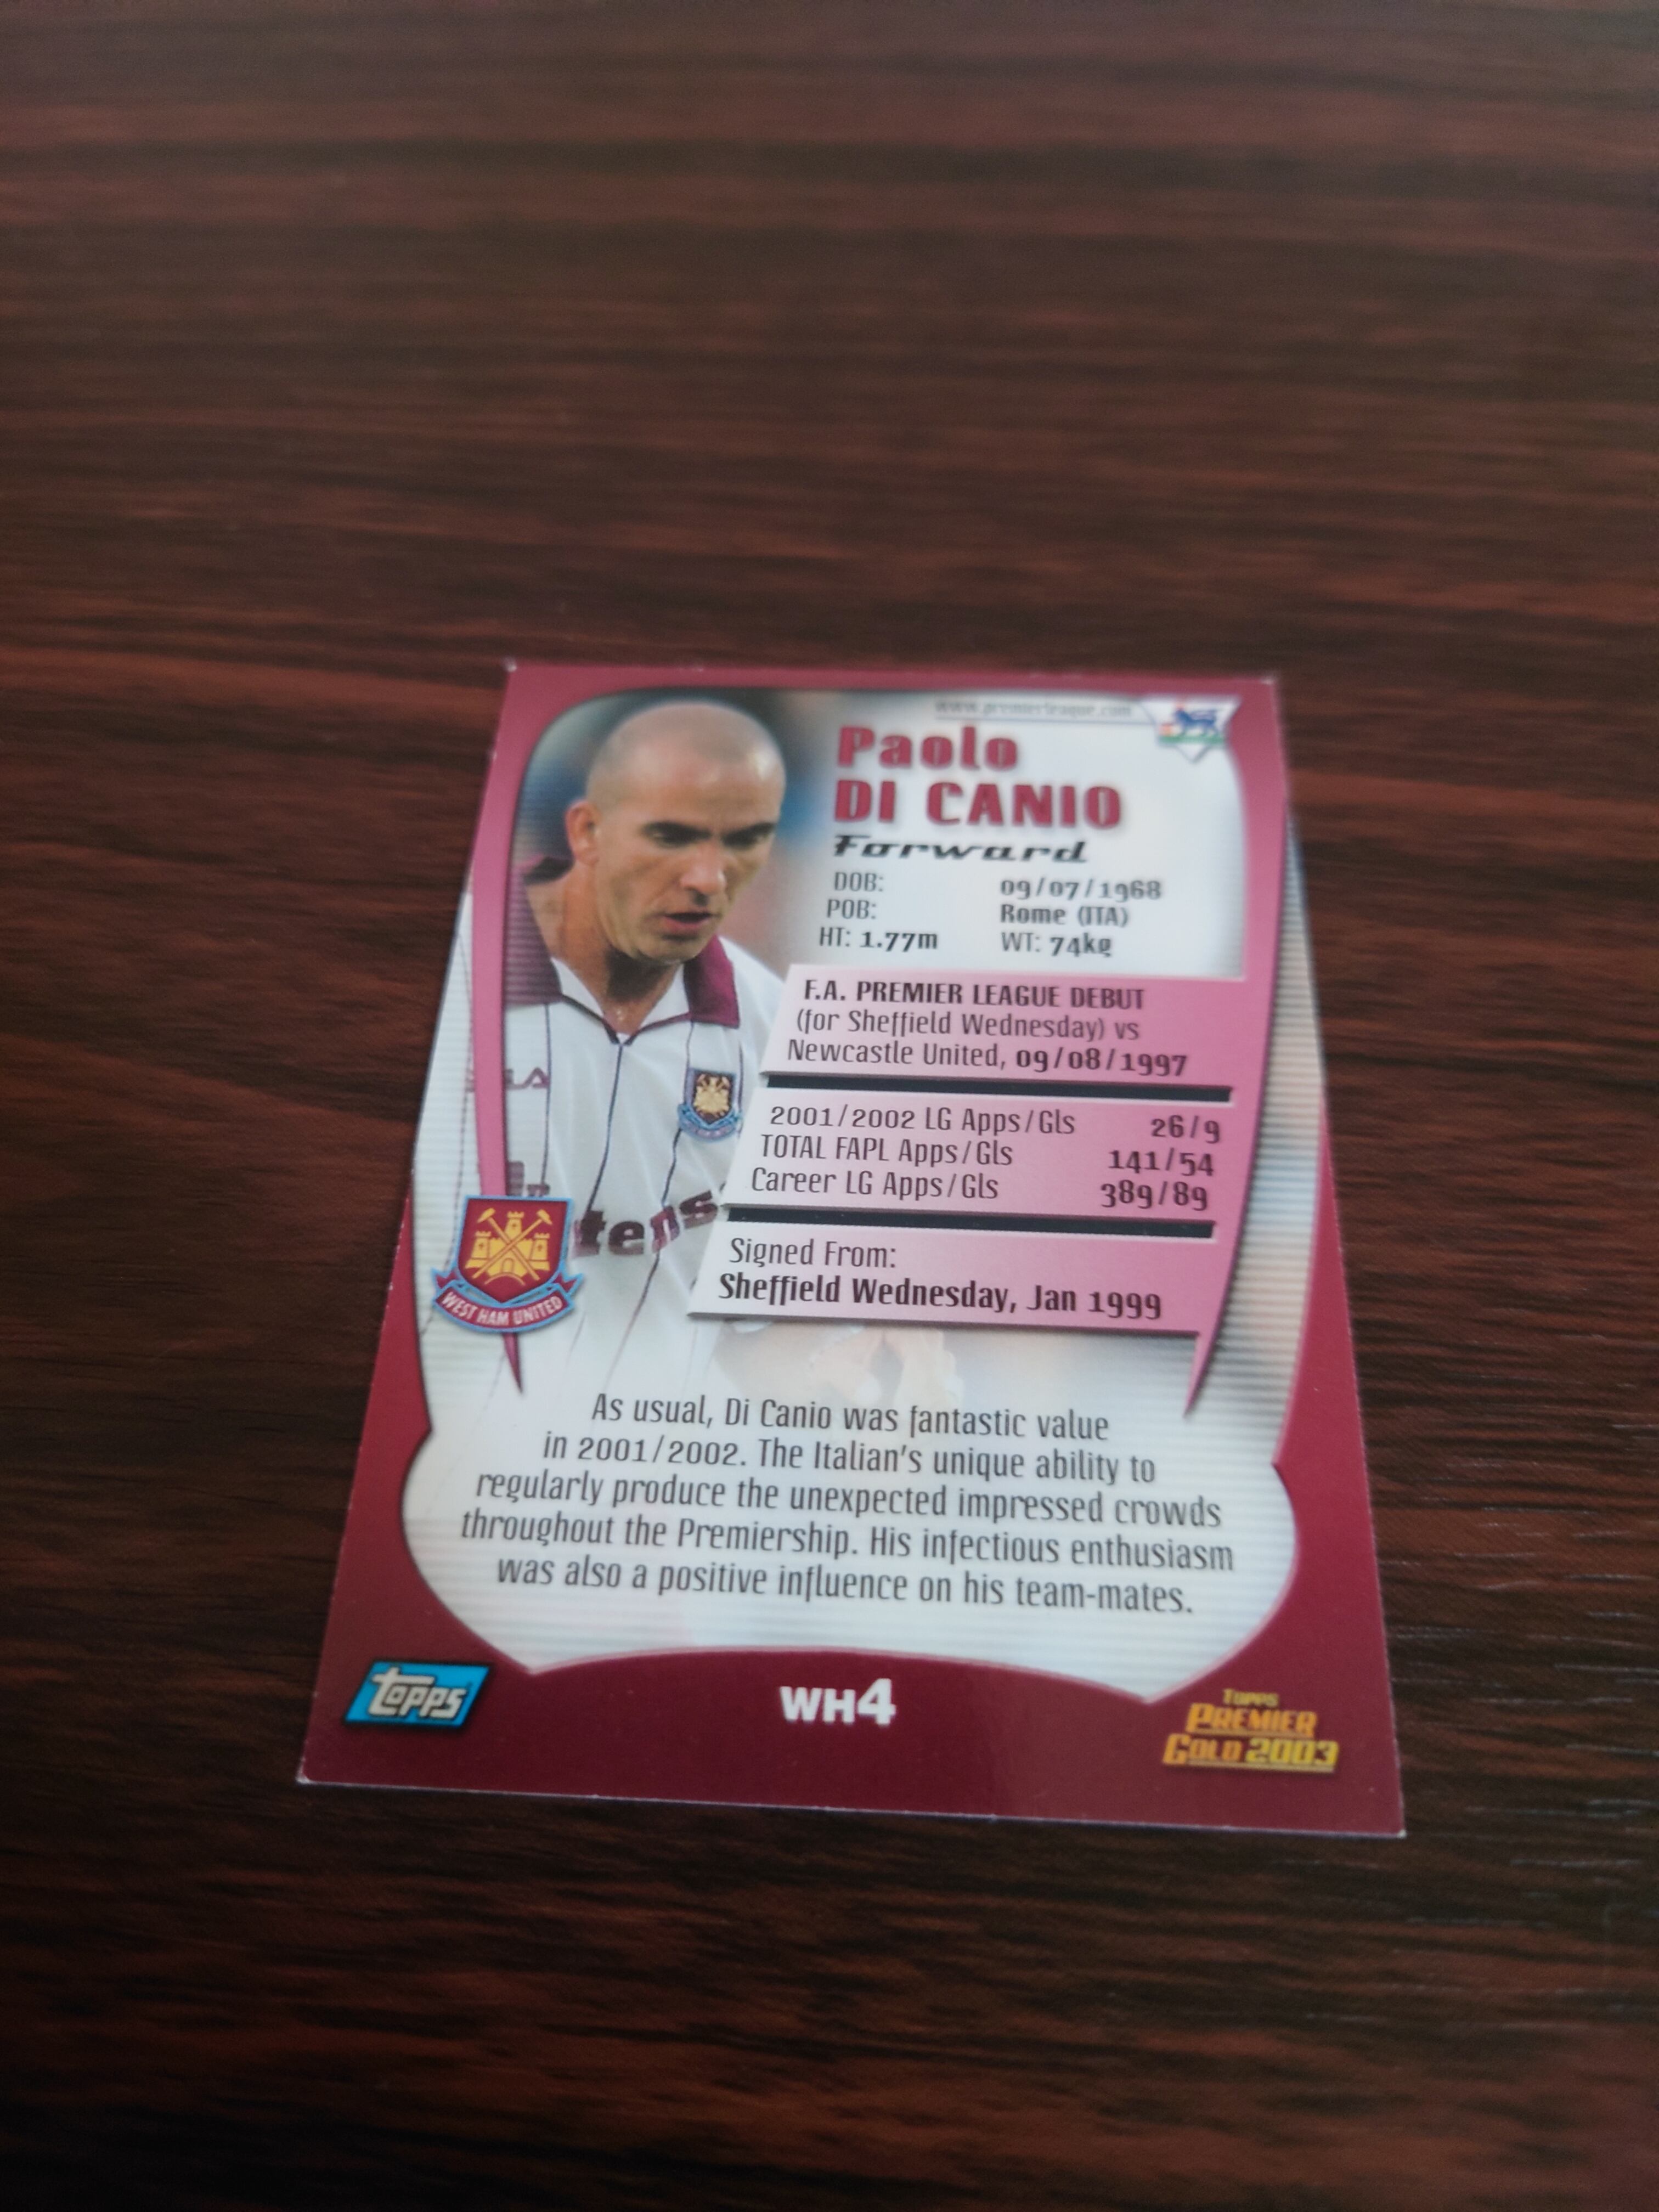 www.premierleague.com
Paolo
DI CANIO
Forward
DOB: 09/07/1968
POB: Rome (ITA)
HT: 1.77m WT: 74kg
F.A. PREMIER LEAGUE DEBUT
(for Sheffield Wednesday) vs
Newcastle United, 09/08/1997
2001/2002 LG Apps/Gls 26/9
TOTAL FAPL Apps/Gls 141/54
Career LG Apps/Gls 389/89
Signed From:
Sheffield Wednesday, Jan 1999
WEST HAM UNITED
As usual, Di Canio was fantastic value
in 2001/2002. The Italian's unique ability to
regularly produce the unexpected impressed crowds
throughout the Premiership. His infectious enthusiasm
was also a positive influence on his team-mates.
Topps
WH4
Topps
PREMIER
GOLD 2003